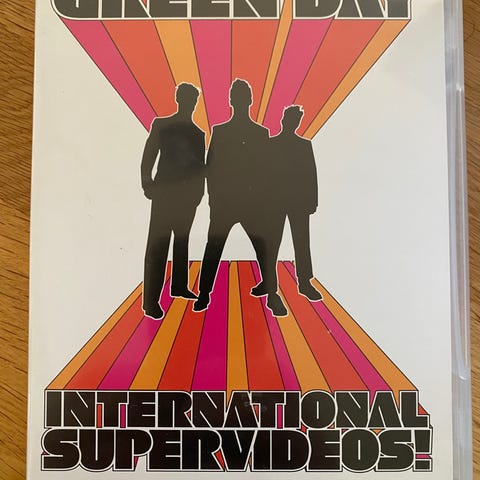 GREEN DAY
INTERNATIONAL
SUPERVIDEOS!